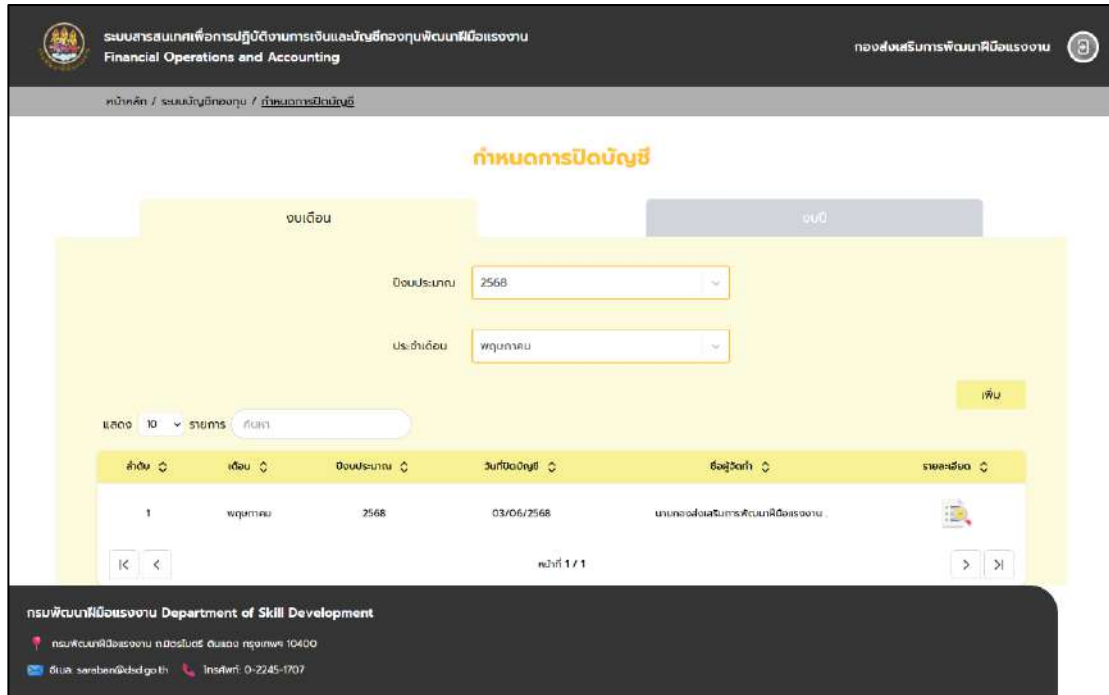 ระบบสารสนเทศเพื่อการปฏิบัติงานการเงินและบัญชีกองทุนพัฒนาฝีมือแรงงาน
Financial Operations and Accounting
กองส่งเสริมการพัฒนาฝีมือแรงงาน
หน้าหลัก / ระบบบัญชีกองทุน / กำหนดการปิดบัญชี
กำหนดการปิดบัญชี
งบเดือน
งบปี
ปีงบประมาณ 2568
ประจำเดือน พฤษภาคม
เพิ่ม
แสดง 10 รายการ ค้นหา
ลำดับ เดือน ปีงบประมาณ วันที่ปิดบัญชี ชื่อผู้จัดทำ รายละเอียด
1 พฤษภาคม 2568 03/06/2568 นายกองส่งเสริมการพัฒนาฝีมือแรงงาน .
หน้าที่ 1 / 1
กรมพัฒนาฝีมือแรงงาน Department of Skill Development
กรมพัฒนาฝีมือแรงงาน ถ.มิตรไมตรี ดินแดง กรุงเทพฯ 10400
อีเมล: saraban@dsd.go.th โทรศัพท์: 0-2245-1707